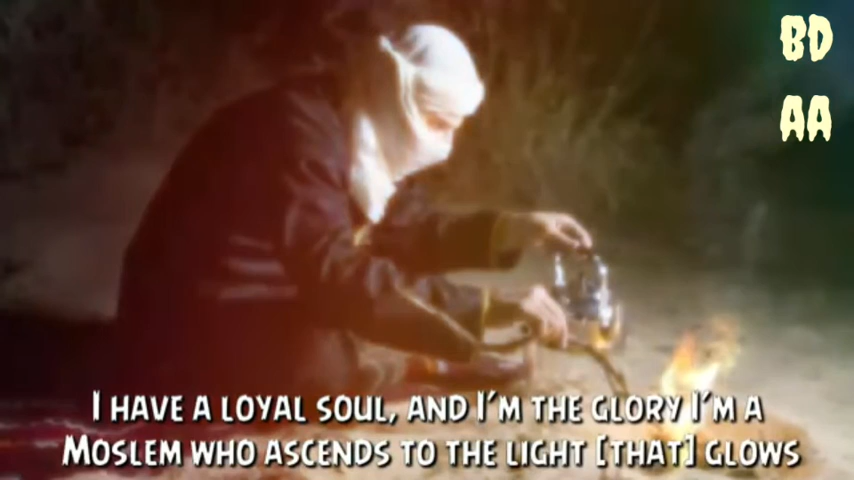 BD
AA
I HAVE A LOYAL SOUL, AND I'M THE GLORY I'M A
MOSLEM WHO ASCENDS TO THE LIGHT [THAT] GLOWS